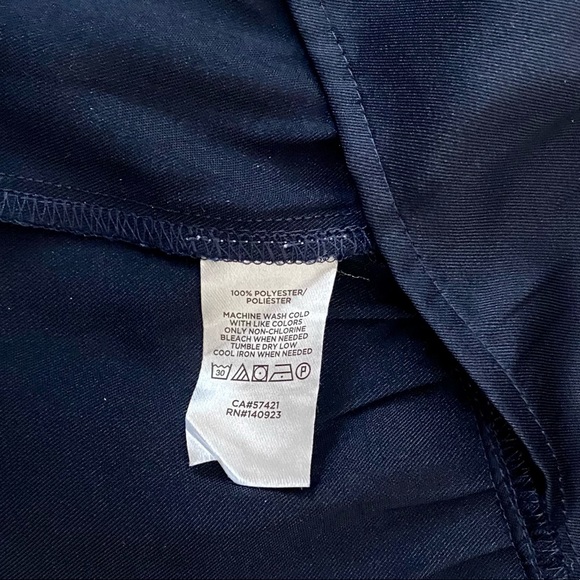 100% POLYESTER/
POLIÉSTER
MACHINE WASH COLD
WITH LIKE COLORS
ONLY NON-CHLORINE
BLEACH WHEN NEEDED
TUMBLE DRY LOW
COOL IRON WHEN NEEDED
30 P
CA#57421
RN#140923